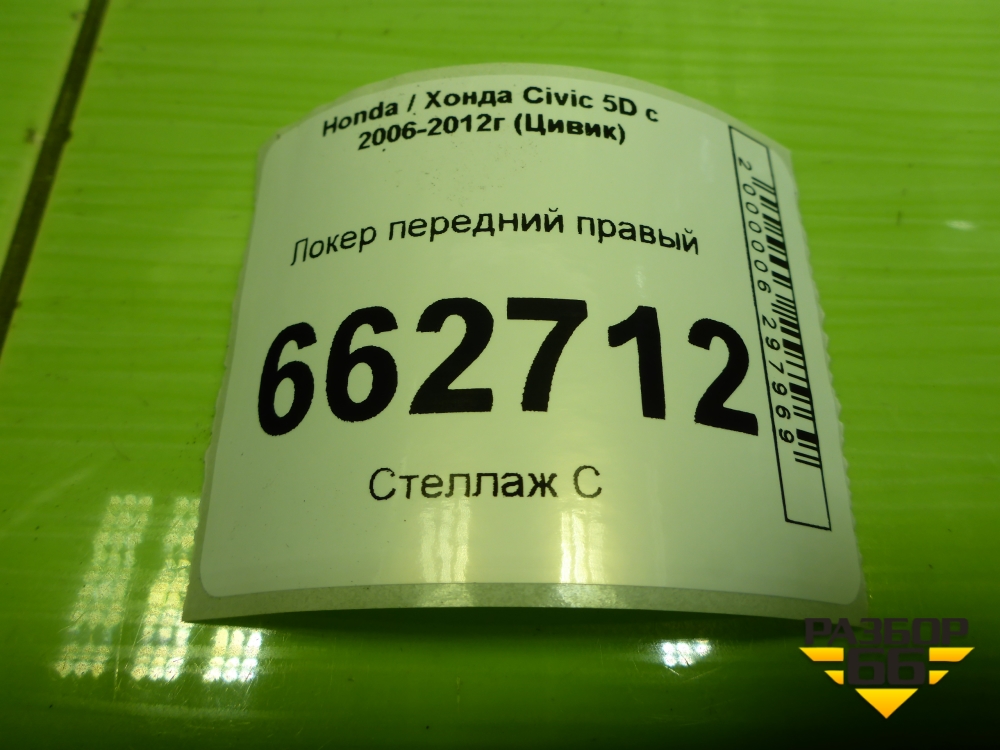 Honda / Хонда Civic 5D с
2006-2012г (Цивик)
Локер передний правый
662712
Стеллаж С
2000006297969
РАЗБОР
66